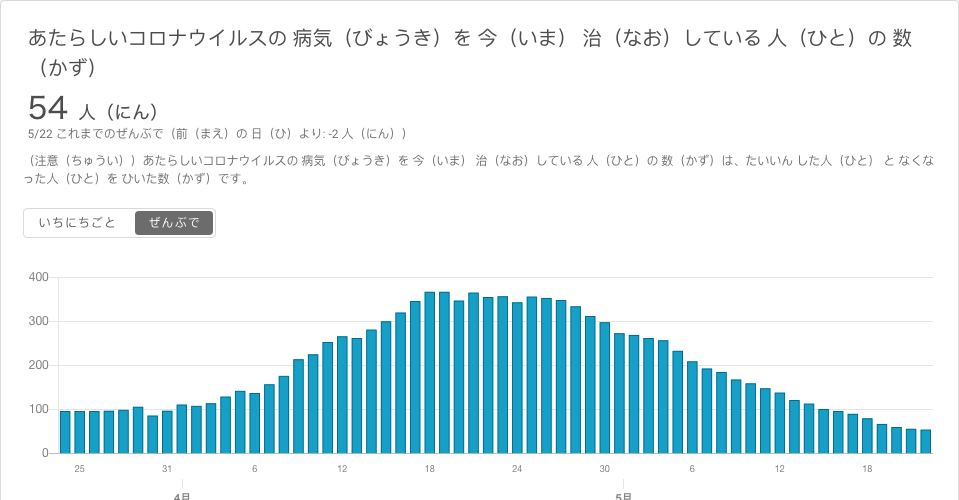 あたらしいコロナウイルスの 病気（びょうき）を 今（いま） 治（なお）している 人（ひと）の 数
（かず）
54 人（にん）
5/22 これまでのぜんぶで（前（まえ）の 日（ひ）より: -2 人（にん））
（注意（ちゅうい））あたらしいコロナウイルスの 病気（びょうき）を 今（いま） 治（なお）している 人（ひと）の 数（かず）は、たいいん した人（ひと） と なくな
った人（ひと）を ひいた数（かず）です。
いちにちごと ぜんぶで
400
300
200
100
0
25 31 6 12 18 24 30 6 12 18
4月 5月